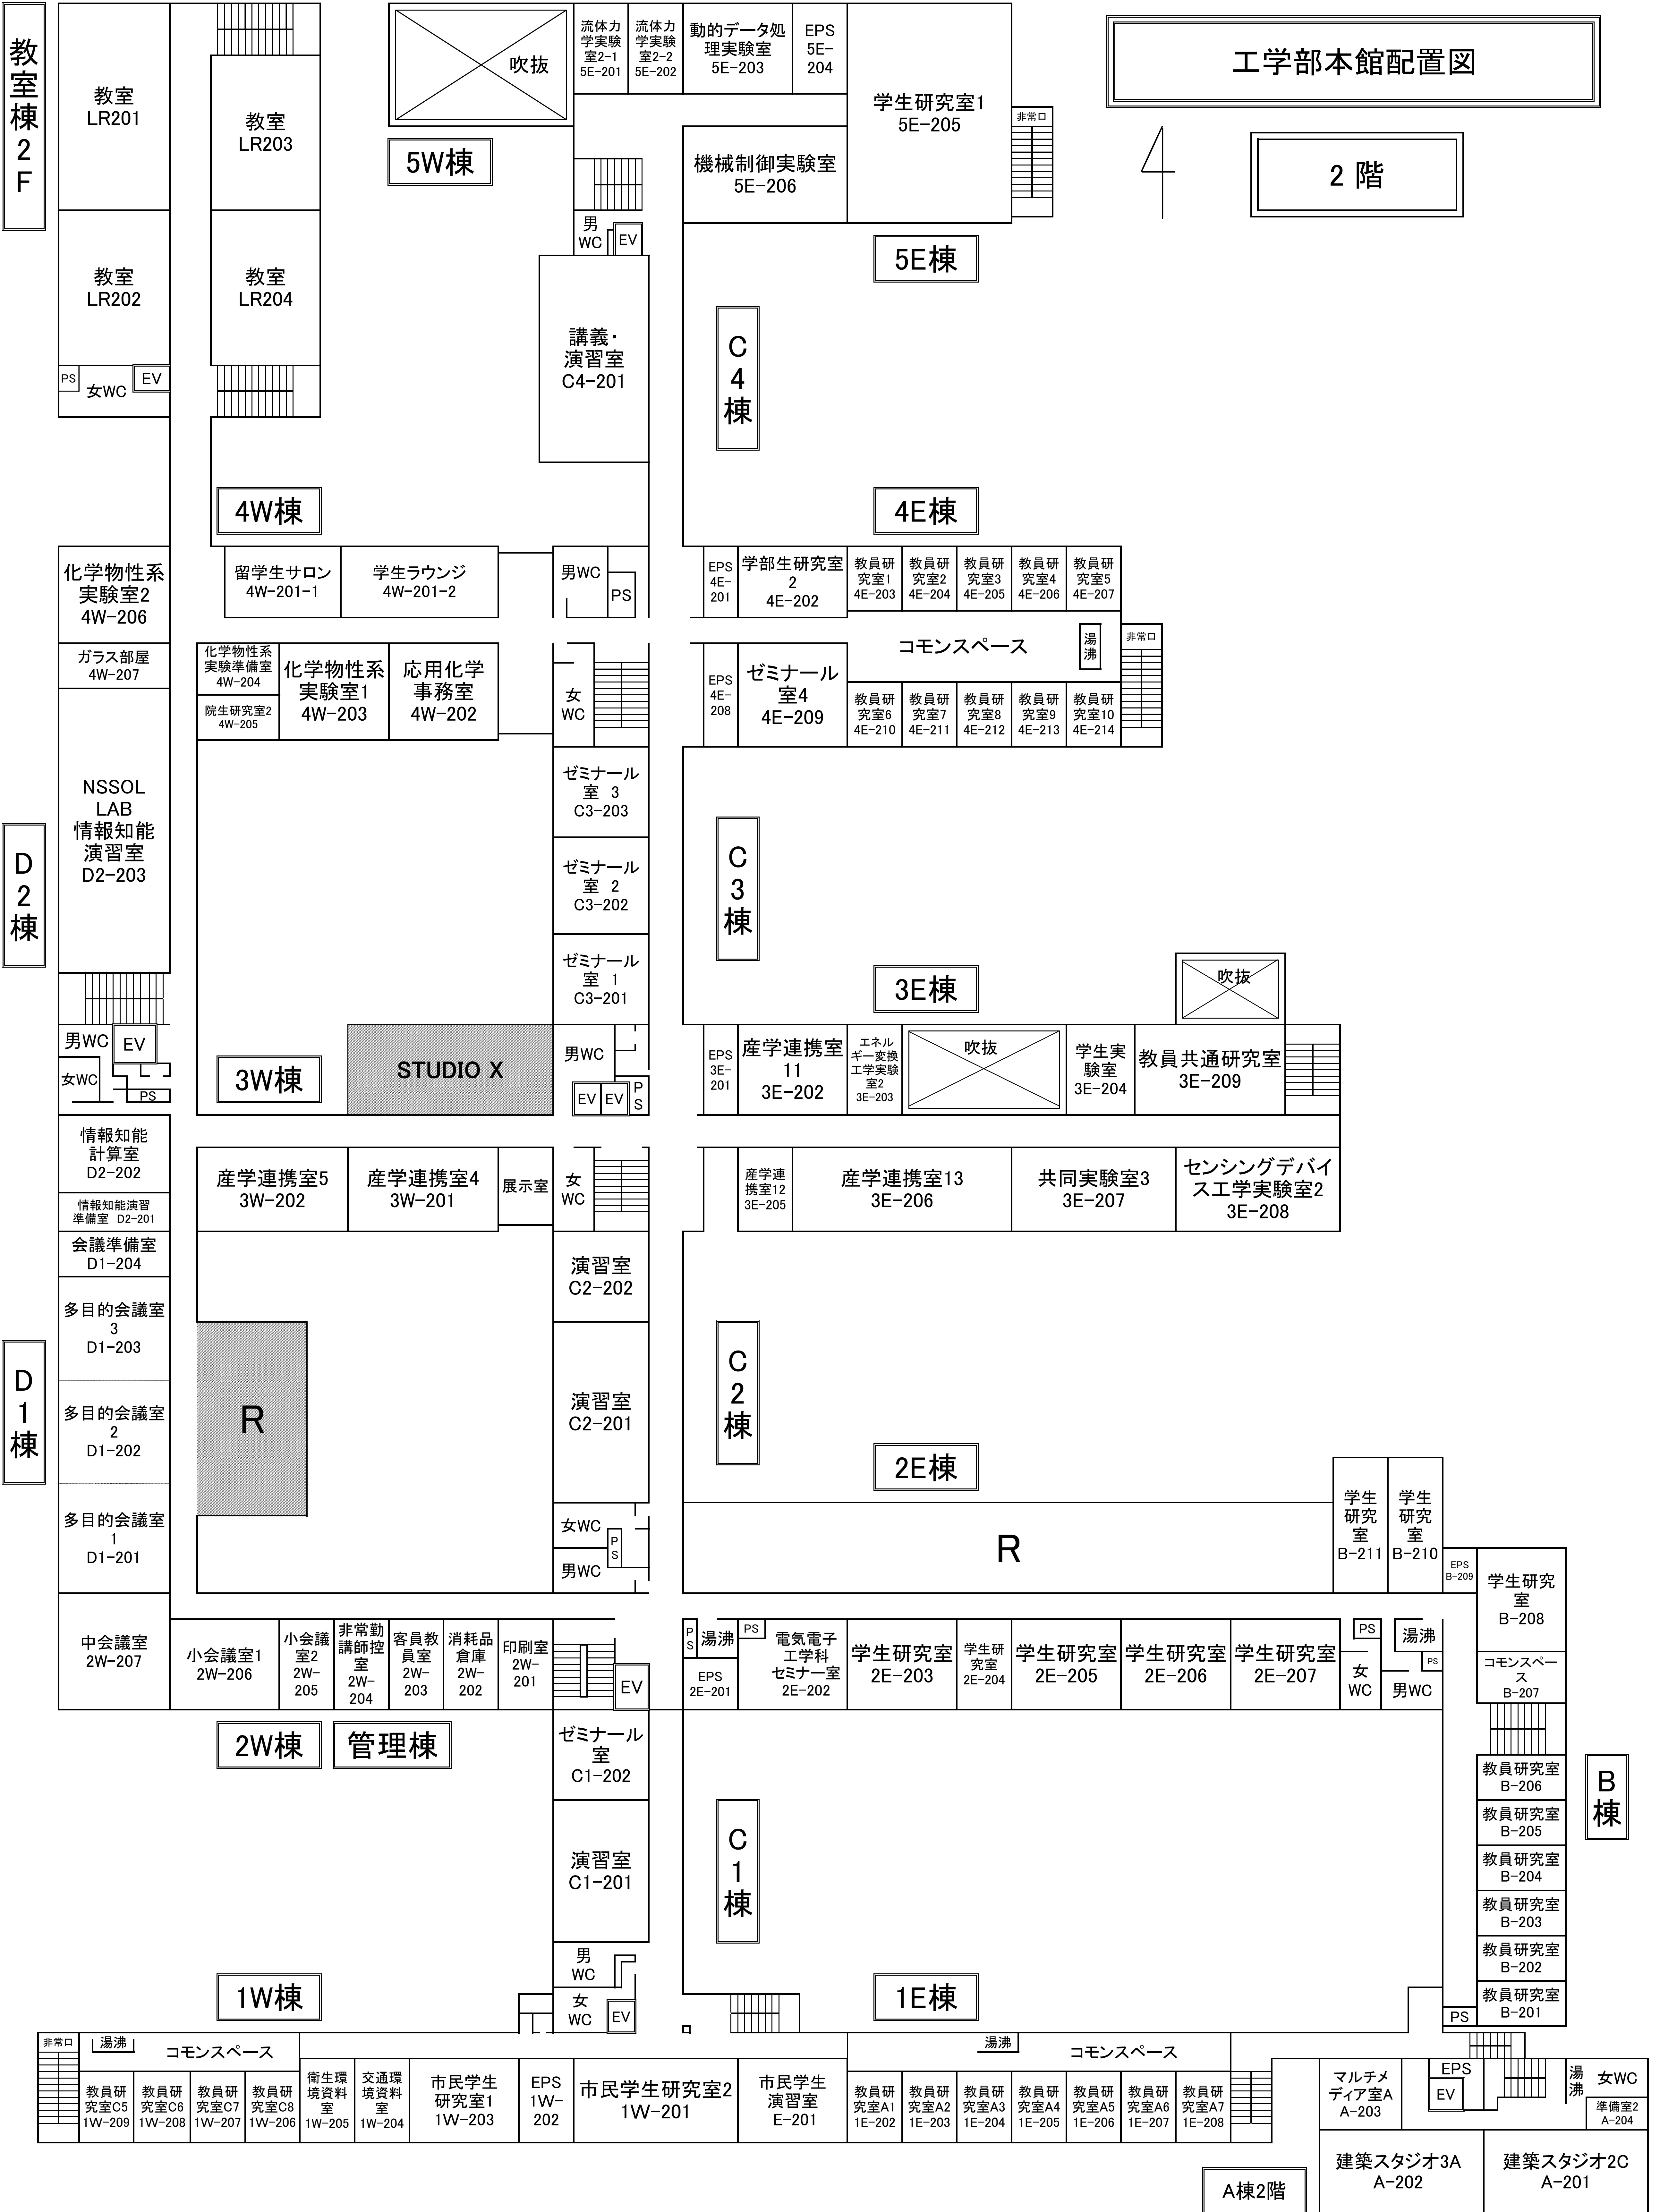 工学部本館配置図
2 階
教室棟2F
教室
LR201
教室
LR203
教室
LR202
教室
LR204
PS
女WC
EV
吹抜
5W棟
流体力
学実験
室2-1
5E-201
流体力
学実験
室2-2
5E-202
動的データ処
理実験室
5E-203
EPS
5E-
204
学生研究室1
5E-205
非常口
機械制御実験室
5E-206
男
WC
EV
5E棟
講義・
演習室
C4-201
C4棟
4W棟
4E棟
化学物性系
実験室2
4W-206
留学生サロン
4W-201-1
学生ラウンジ
4W-201-2
男WC
PS
EPS
4E-
201
学部生研究室
2
4E-202
教員研
究室1
4E-203
教員研
究室2
4E-204
教員研
究室3
4E-205
教員研
究室4
4E-206
教員研
究室5
4E-207
コモンスペース
湯沸
非常口
ガラス部屋
4W-207
化学物性系
実験準備室
4W-204
院生研究室2
4W-205
化学物性系
実験室1
4W-203
応用化学
事務室
4W-202
女
WC
EPS
4E-
208
ゼミナール
室4
4E-209
教員研
究室6
4E-210
教員研
究室7
4E-211
教員研
究室8
4E-212
教員研
究室9
4E-213
教員研
究室10
4E-214
NSSOL
LAB
情報知能
演習室
D2-203
D2棟
ゼミナール
室 3
C3-203
ゼミナール
室 2
C3-202
ゼミナール
室 1
C3-201
C3棟
3E棟
吹抜
男WC
EV
女WC
PS
3W棟
STUDIO X
男WC
EV
EV
PS
EPS
3E-
201
産学連携室
11
3E-202
エネル
ギー変換
工学実験
室2
3E-203
吹抜
学生実
験室
3E-204
教員共通研究室
3E-209
情報知能
計算室
D2-202
情報知能演習
準備室 D2-201
産学連携室5
3W-202
産学連携室4
3W-201
展示室
女
WC
産学連
携室12
3E-205
産学連携室13
3E-206
共同実験室3
3E-207
センシングデバイ
ス工学実験室2
3E-208
会議準備室
D1-204
多目的会議室
3
D1-203
多目的会議室
2
D1-202
多目的会議室
1
D1-201
D1棟
R
演習室
C2-202
演習室
C2-201
C2棟
2E棟
女WC
PS
男WC
R
学生
研究
室
B-211
学生
研究
室
B-210
EPS
B-209
学生研究
室
B-208
コモンスペー
ス
B-207
中会議室
2W-207
小会議室1
2W-206
小会議
室2
2W-
205
非常勤
講師控
室
2W-
204
客員教
員室
2W-
203
消耗品
倉庫
2W-
202
印刷室
2W-
201
EV
PS
湯沸
EPS
2E-201
PS
電気電子
工学科
セミナー室
2E-202
学生研究室
2E-203
学生研
究室
2E-204
学生研究室
2E-205
学生研究室
2E-206
学生研究室
2E-207
PS
女
WC
湯沸
PS
男WC
2W棟
管理棟
ゼミナール
室
C1-202
演習室
C1-201
C1棟
教員研究室
B-206
教員研究室
B-205
教員研究室
B-204
教員研究室
B-203
教員研究室
B-202
教員研究室
B-201
B棟
PS
1W棟
男
WC
女
WC
EV
1E棟
非常口
湯沸
コモンスペース
教員研
究室C5
1W-209
教員研
究室C6
1W-208
教員研
究室C7
1W-207
教員研
究室C8
1W-206
衛生環
境資料
室
1W-205
交通環
境資料
室
1W-204
市民学生
研究室1
1W-203
EPS
1W-
202
市民学生研究室2
1W-201
市民学生
演習室
E-201
湯沸
コモンスペース
教員研
究室A1
1E-202
教員研
究室A2
1E-203
教員研
究室A3
1E-204
教員研
究室A4
1E-205
教員研
究室A5
1E-206
教員研
究室A6
1E-207
教員研
究室A7
1E-208
マルチメ
ディア室A
A-203
EPS
EV
湯
沸
女WC
準備室2
A-204
建築スタジオ3A
A-202
建築スタジオ2C
A-201
A棟2階